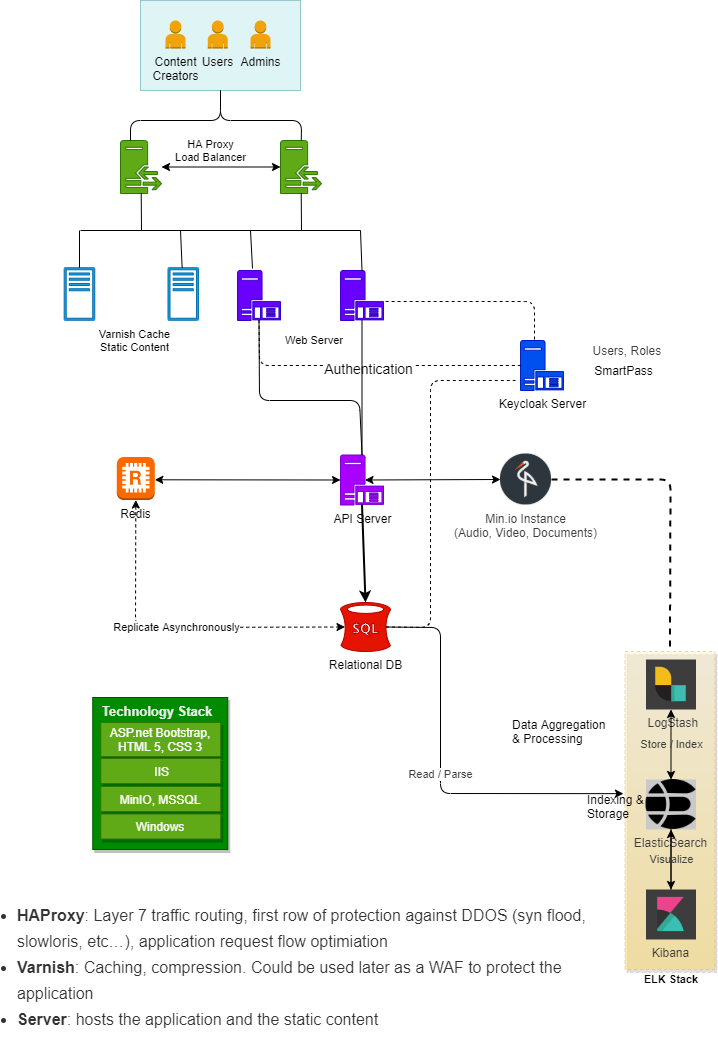 Content Creators
Users
Admins
HA Proxy
Load Balancer
Varnish Cache
Static Content
Web Server
Authentication
Users, Roles
SmartPass
Keycloak Server
R
Redis
API Server
Min.io Instance
(Audio, Video, Documents)
Replicate Asynchronously
SQL
Relational DB
LogStash
Store / Index
Data Aggregation
& Processing
Read / Parse
Indexing &
Storage
ElasticSearch
Visualize
Kibana
ELK Stack
Technology Stack
ASP.net Bootstrap,
HTML 5, CSS 3
IIS
MinIO, MSSQL
Windows
• HAProxy: Layer 7 traffic routing, first row of protection against DDOS (syn flood,
slowloris, etc...), application request flow optimiation
• Varnish: Caching, compression. Could be used later as a WAF to protect the
application
• Server: hosts the application and the static content